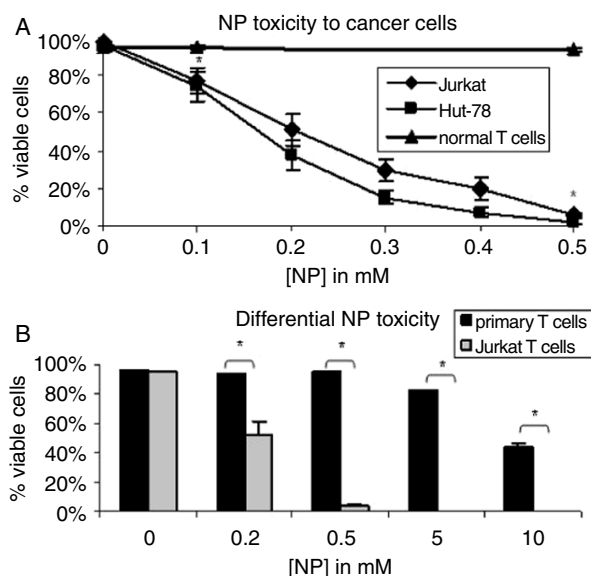 A
NP toxicity to cancer cells
100%
80%
60%
40%
20%
0%
% viable cells
*
*
Jurkat
Hut-78
normal T cells
0 0.1 0.2 0.3 0.4 0.5
[NP] in mM
B
Differential NP toxicity
primary T cells
Jurkat T cells
100%
80%
60%
40%
20%
0%
% viable cells
* * * *
0 0.2 0.5 5 10
[NP] in mM